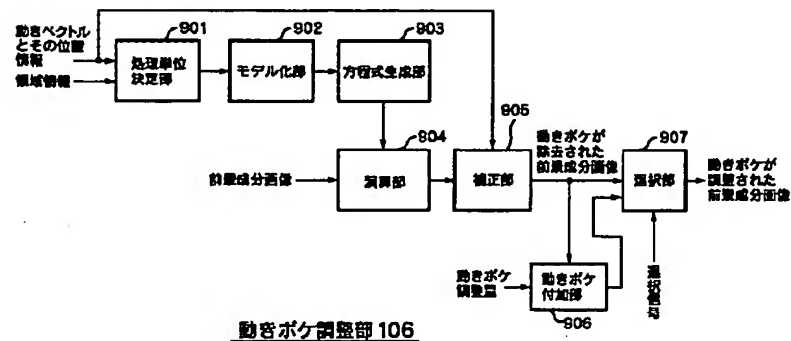 901
902
903
動きベクトル
とその位置
情報
処理単位
決定部
モデル化部
方程式生成部
領域情報
905
904
動きボケが
除去された
前景成分画像
907
前景成分画像
演算部
補正部
選択部
動きボケが
調整された
前景成分画像
動きボケ
調整量
動きボケ
付加部
選択信号
906
動きボケ調整部 106